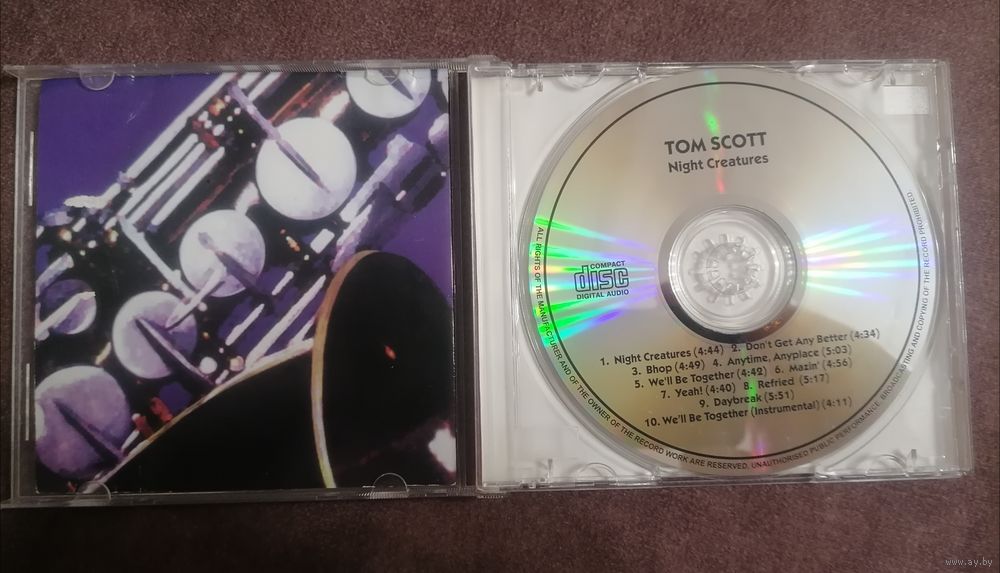 TOM SCOTT
Night Creatures
COMPACT
disc
DIGITAL AUDIO
1. Night Creatures (4:44) 2. Don't Get Any Better (4:34)
3. Bhop (4:49) 4. Anytime, Anyplace (5:03)
5. We'll Be Together (4:42) 6. Mazin' (4:56)
7. Yeah! (4:40) 8. Refried (5:17)
9. Daybreak (5:51)
10. We'll Be Together (Instrumental) (4:11)
ALL RIGHTS OF THE MANUFACTURER AND OF THE OWNER OF THE RECORD WORK ARE RESERVED. UNAUTHORISED PUBLIC PERFORMANCE BROADCASTING AND COPYING OF THE RECORD PROHIBITED
www.ay.by